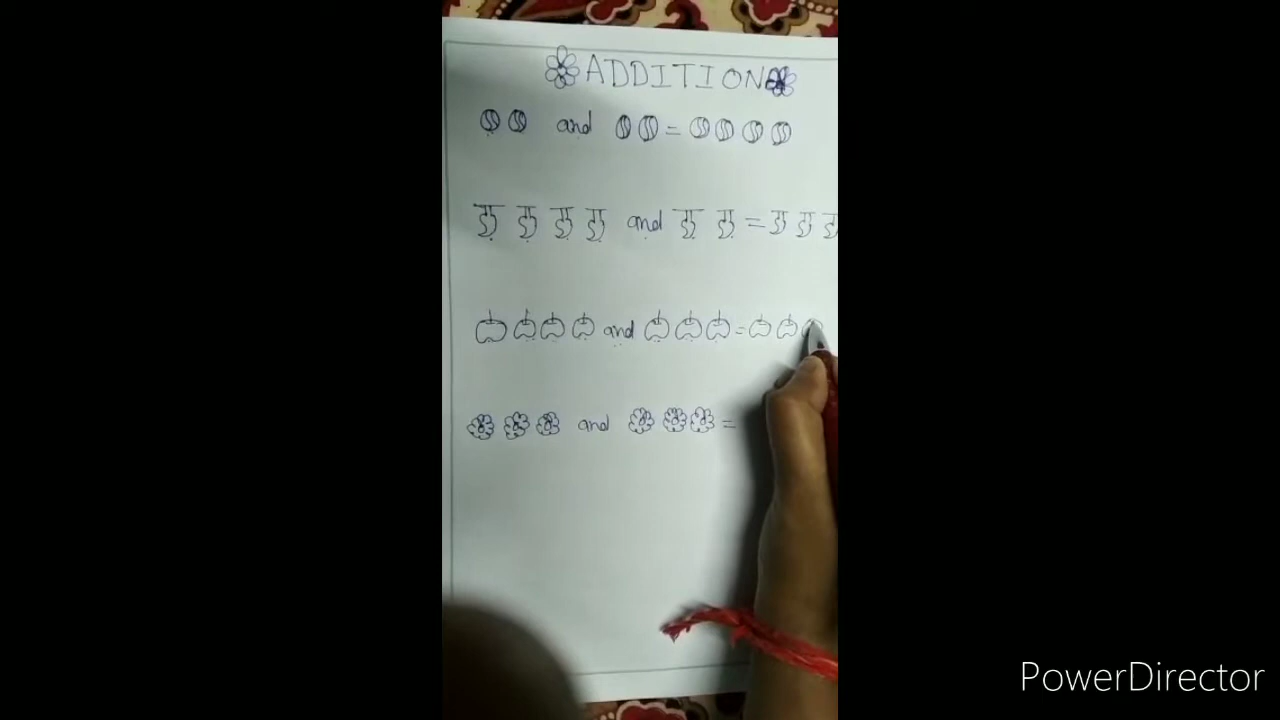 ADDITION
and =
and =
and =
and =
PowerDirector